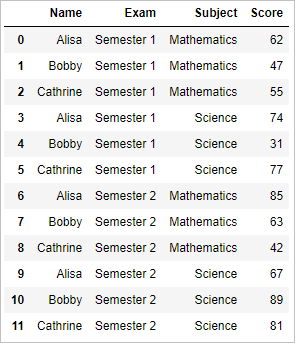 Name Exam Subject Score
0 Alisa Semester 1 Mathematics 62
1 Bobby Semester 1 Mathematics 47
2 Cathrine Semester 1 Mathematics 55
3 Alisa Semester 1 Science 74
4 Bobby Semester 1 Science 31
5 Cathrine Semester 1 Science 77
6 Alisa Semester 2 Mathematics 85
7 Bobby Semester 2 Mathematics 63
8 Cathrine Semester 2 Mathematics 42
9 Alisa Semester 2 Science 67
10 Bobby Semester 2 Science 89
11 Cathrine Semester 2 Science 81